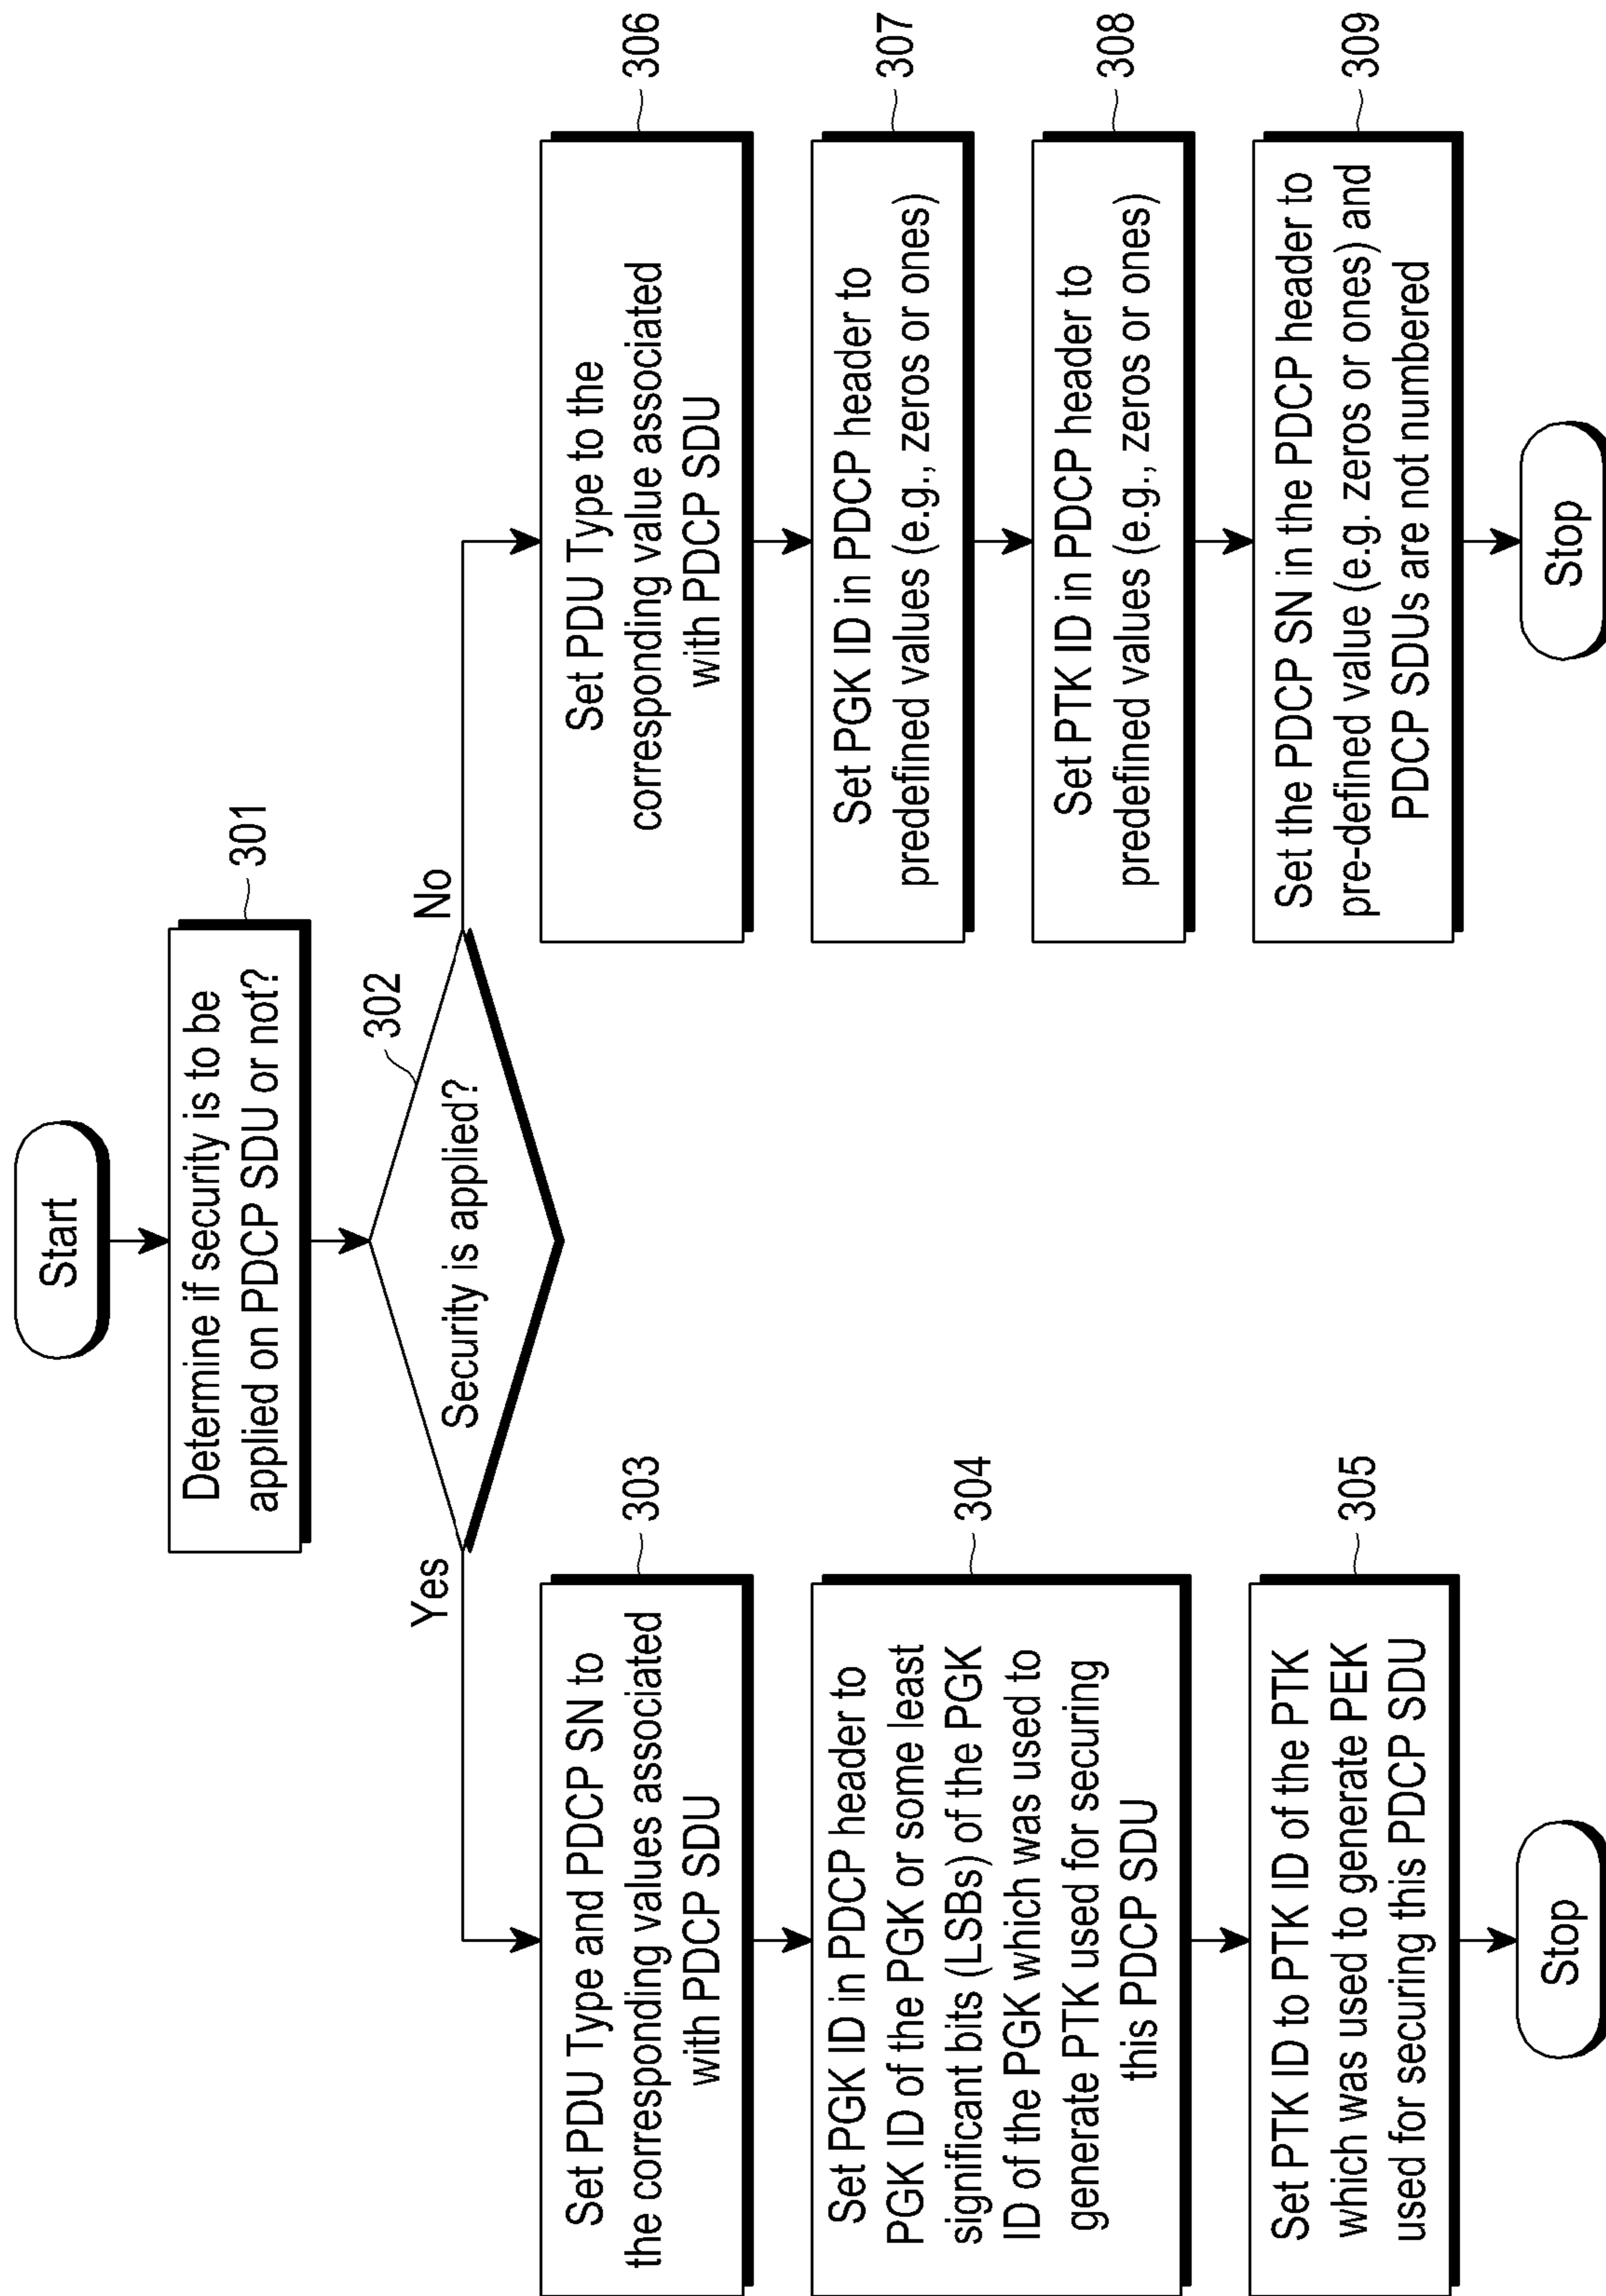 Start
Determine if security is to be
applied on PDCP SDU or not?
301
Security is applied?
302
Yes
No
Set PDU Type and PDCP SN to
the corresponding values associated
with PDCP SDU
303
Set PGK ID in PDCP header to
PGK ID of the PGK or some least
significant bits (LSBs) of the PGK
ID of the PGK which was used to
generate PTK used for securing
this PDCP SDU
304
Set PTK ID to PTK ID of the PTK
which was used to generate PEK
used for securing this PDCP SDU
305
Stop
Set PDU Type to the
corresponding value associated
with PDCP SDU
306
Set PGK ID in PDCP header to
predefined values (e.g., zeros or ones)
307
Set PTK ID in PDCP header to
predefined values (e.g., zeros or ones)
308
Set the PDCP SN in the PDCP header to
pre-defined value (e.g. zeros or ones) and
PDCP SDUs are not numbered
309
Stop